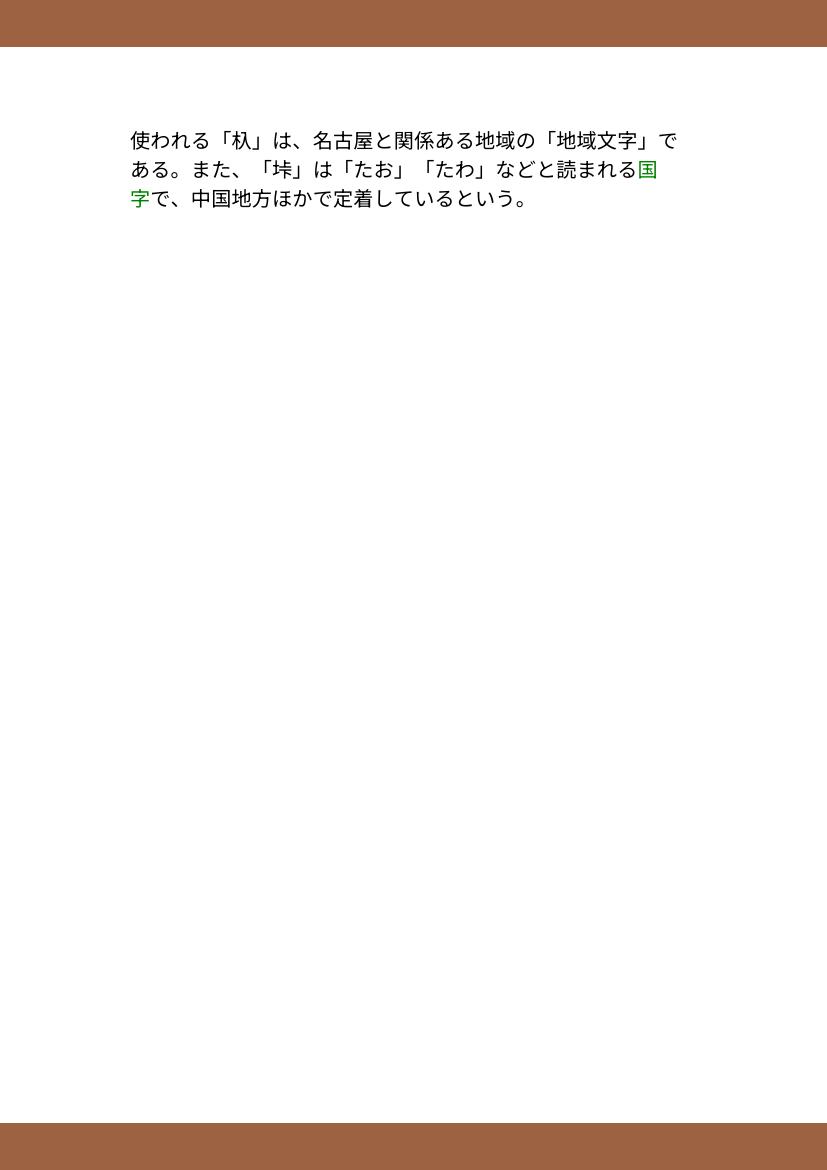 使われる「杁」は、名古屋と関係ある地域の「地域文字」で
ある。また、「垰」は「たお」「たわ」などと読まれる国
字で、中国地方ほかで定着しているという。